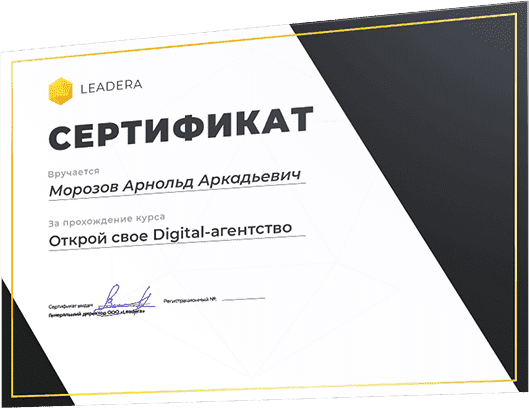 LEADERA
СЕРТИФИКАТ
Вручается
Морозов Арнольд Аркадьевич
За прохождение курса
Открой свое Digital-агентство
Сертификат выдал Регистрационный №:
Генеральный директор ООО «Leadera»